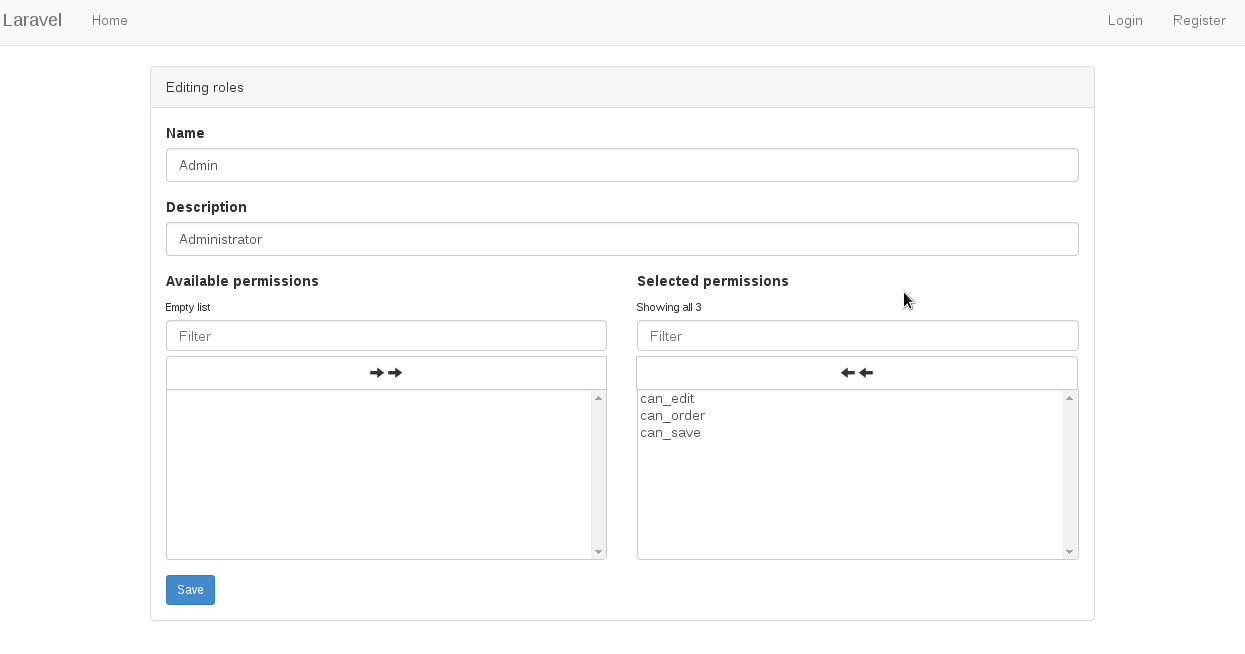 Laravel Home Login Register
Editing roles
Name
Admin
Description
Administrator
Available permissions
Empty list
Filter
Selected permissions
Showing all 3
Filter
can_edit
can_order
can_save
Save